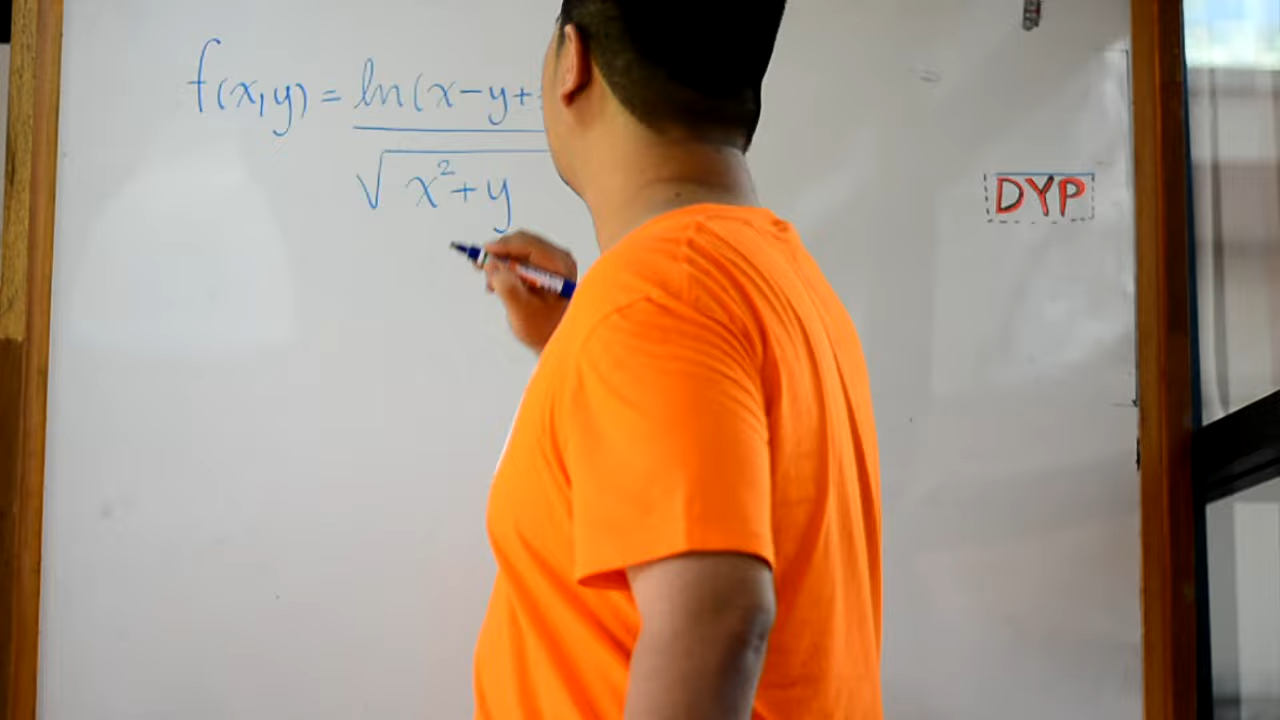 f(x,y) = ln(x-y+
√x²+y
DYP